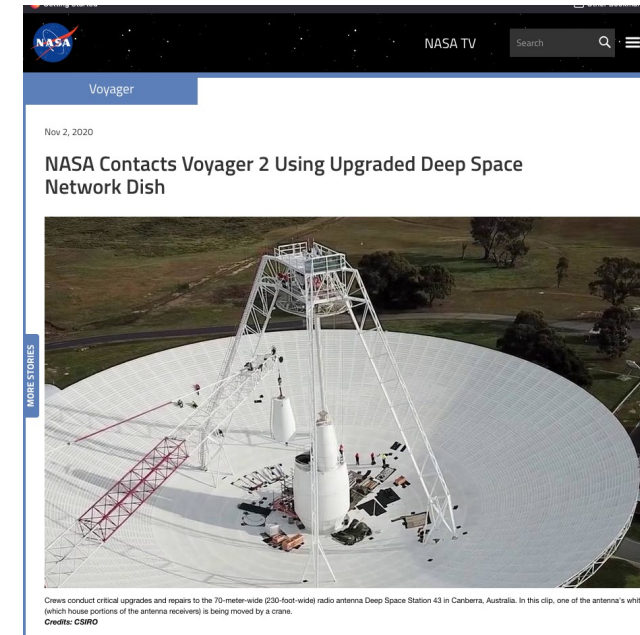 NASA
NASA TV
Search
Voyager
Nov 2, 2020
NASA Contacts Voyager 2 Using Upgraded Deep Space
Network Dish
MORE STORIES
Crews conduct critical upgrades and repairs to the 70-meter-wide (230-foot-wide) radio antenna Deep Space Station 43 in Canberra, Australia. In this clip, one of the antenna's
(which house portions of the antenna receivers) is being moved by a crane.
Credits: CSIRO